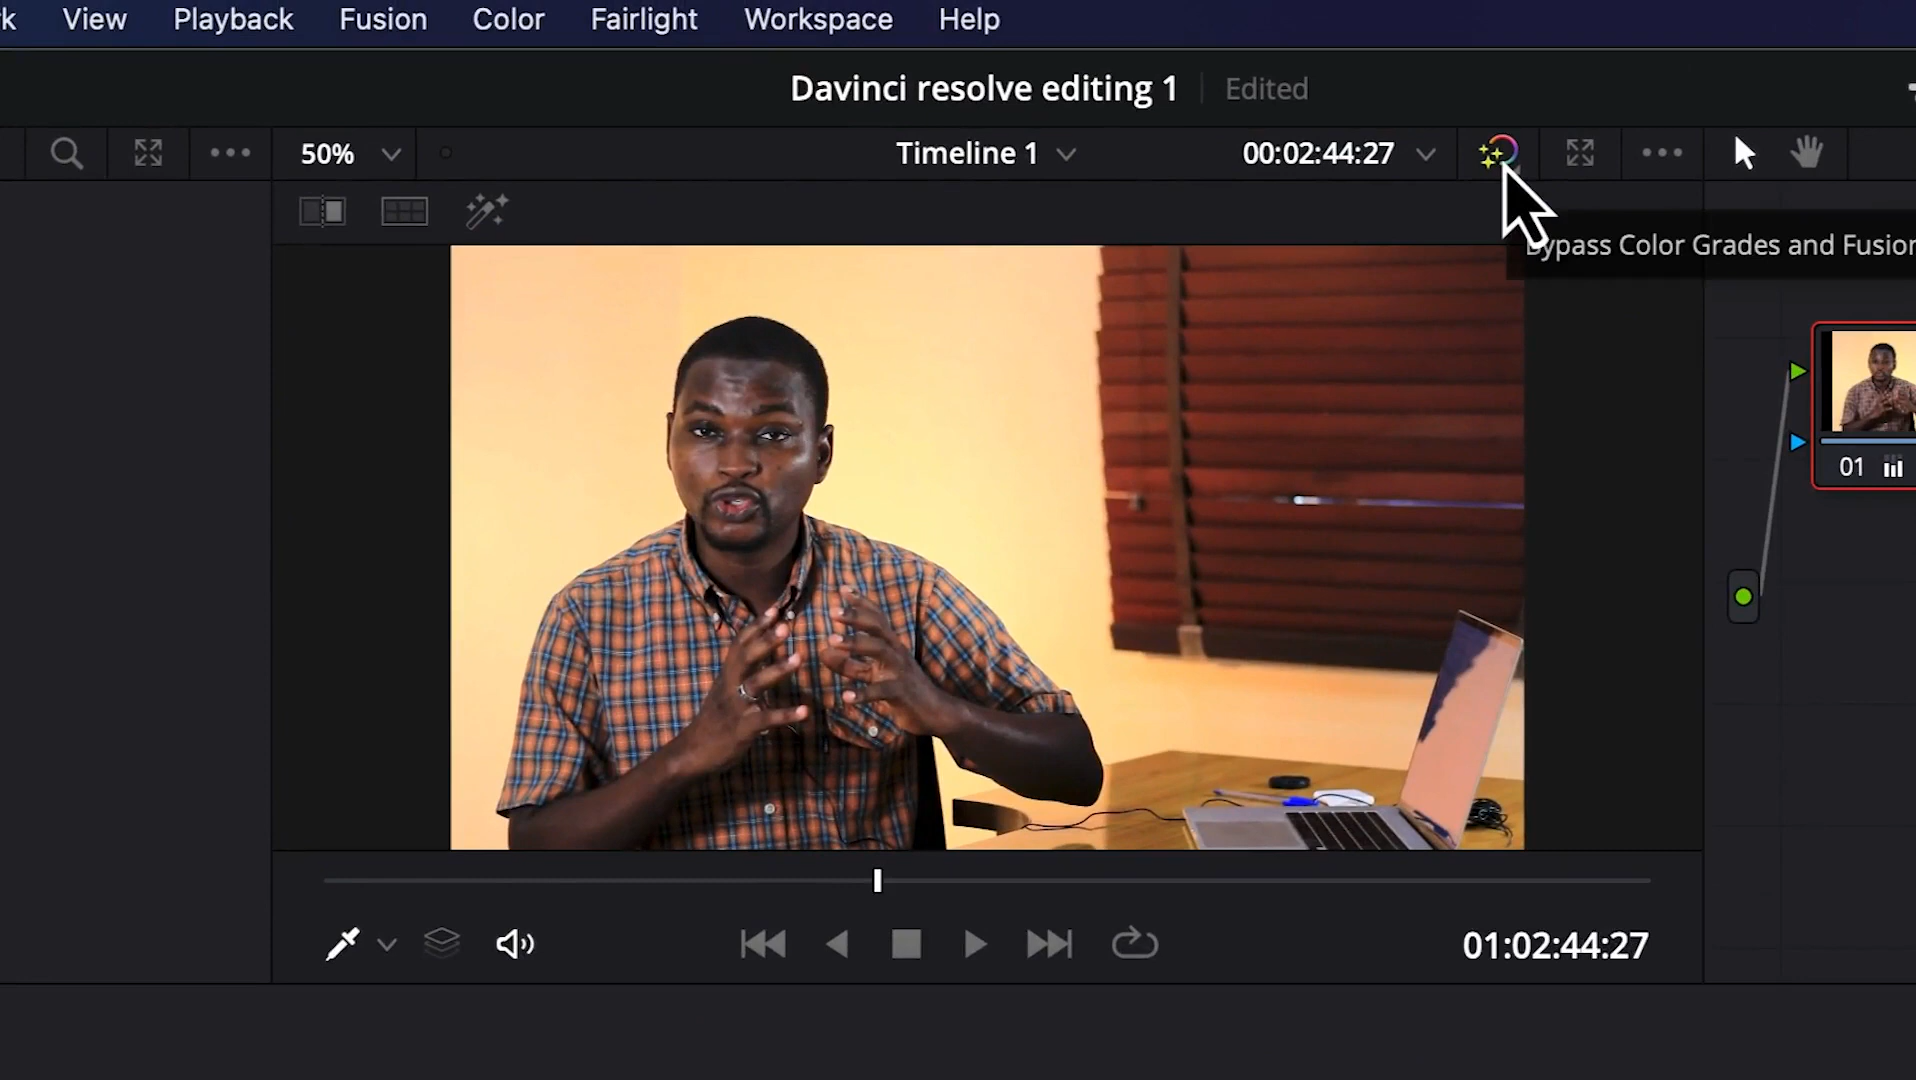 k View Playback Fusion Color Fairlight Workspace Help
Davinci resolve editing 1 Edited
50% Timeline 1 00:02:44:27
Bypass Color Grades and Fusion
01
01:02:44:27